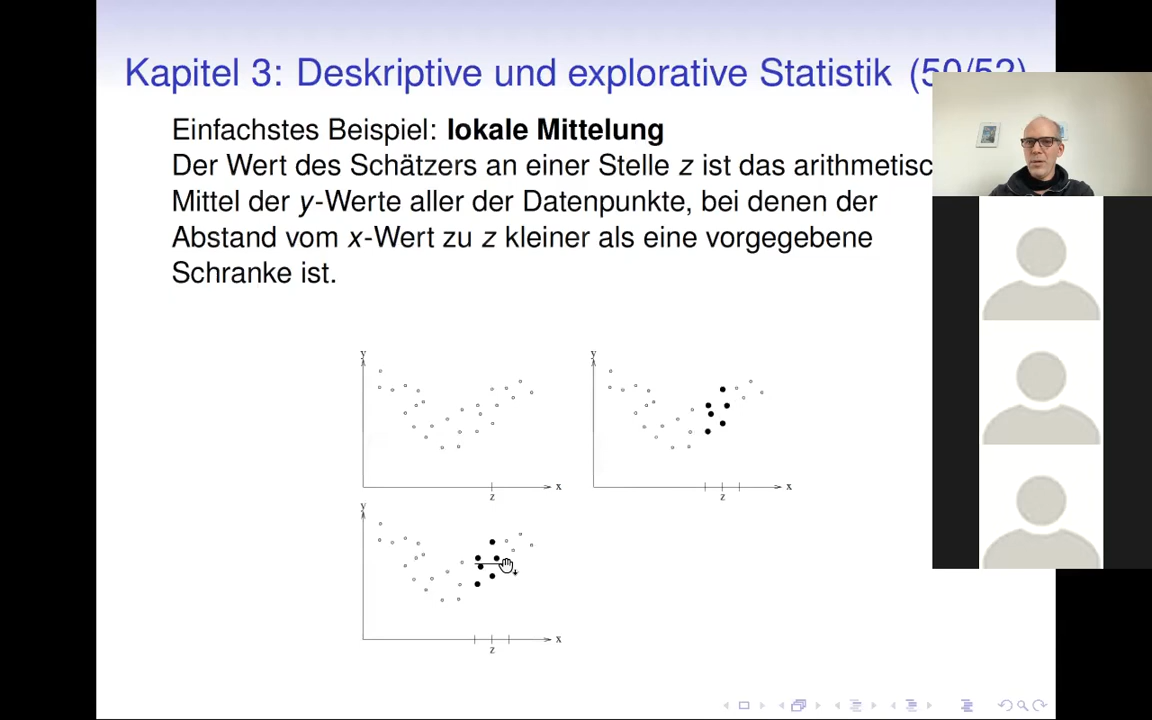 Kapitel 3: Deskriptive und explorative Statistik (50/52)
Einfachstes Beispiel: lokale Mittelung
Der Wert des Schätzers an einer Stelle z ist das arithmetisc
Mittel der y-Werte aller der Datenpunkte, bei denen der
Abstand vom x-Wert zu z kleiner als eine vorgegebene
Schranke ist.
y
y
x
x
z
z
y
x
z